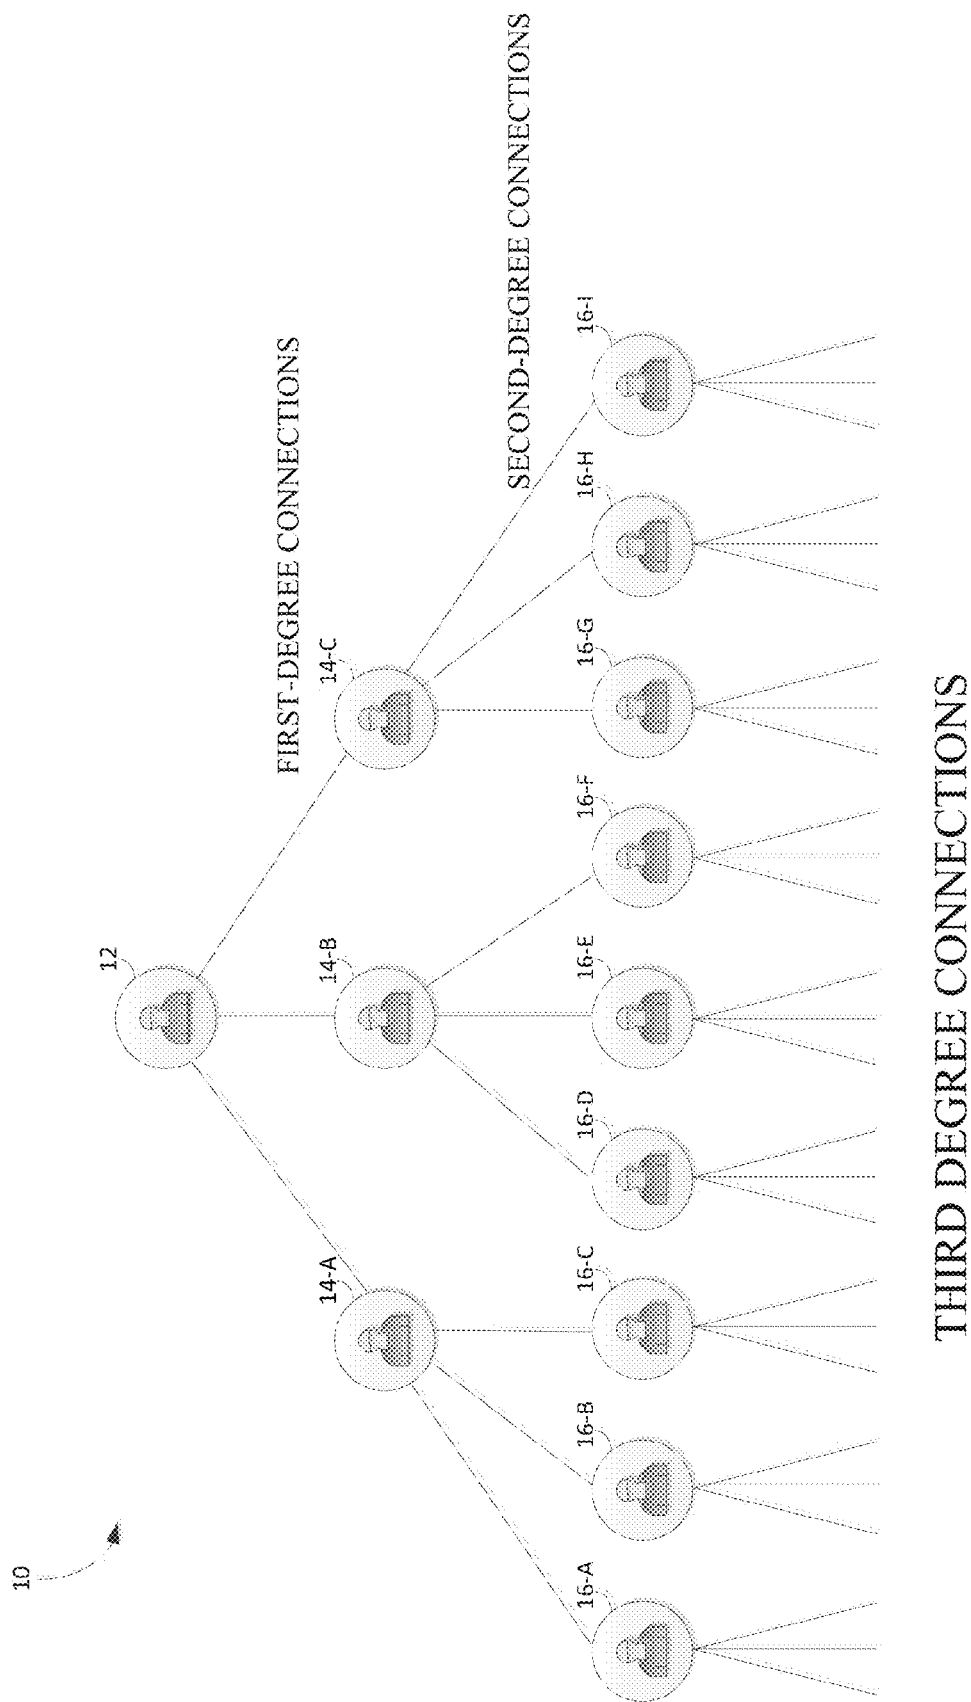 10
12
FIRST-DEGREE CONNECTIONS
14-A
14-B
14-C
SECOND-DEGREE CONNECTIONS
16-A
16-B
16-C
16-D
16-E
16-F
16-G
16-H
16-I
THIRD DEGREE CONNECTIONS